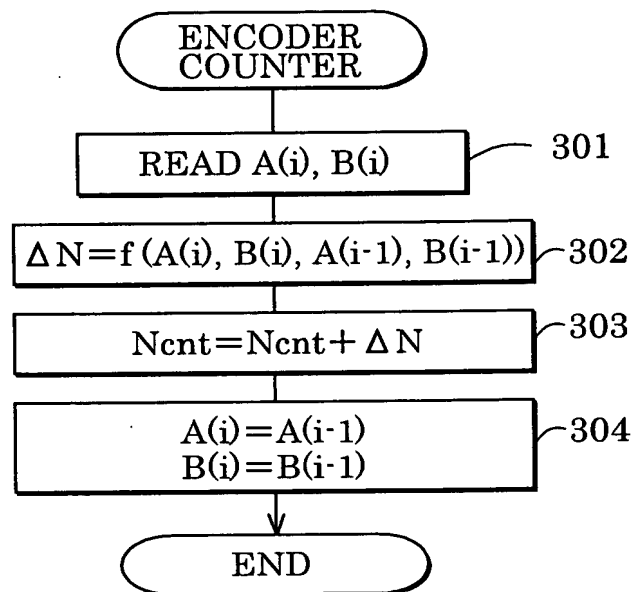 ENCODER
COUNTER
READ A(i), B(i)
301
ΔN=f(A(i), B(i), A(i-1), B(i-1))
302
Ncnt=Ncnt+ΔN
303
A(i)=A(i-1)
B(i)=B(i-1)
304
END